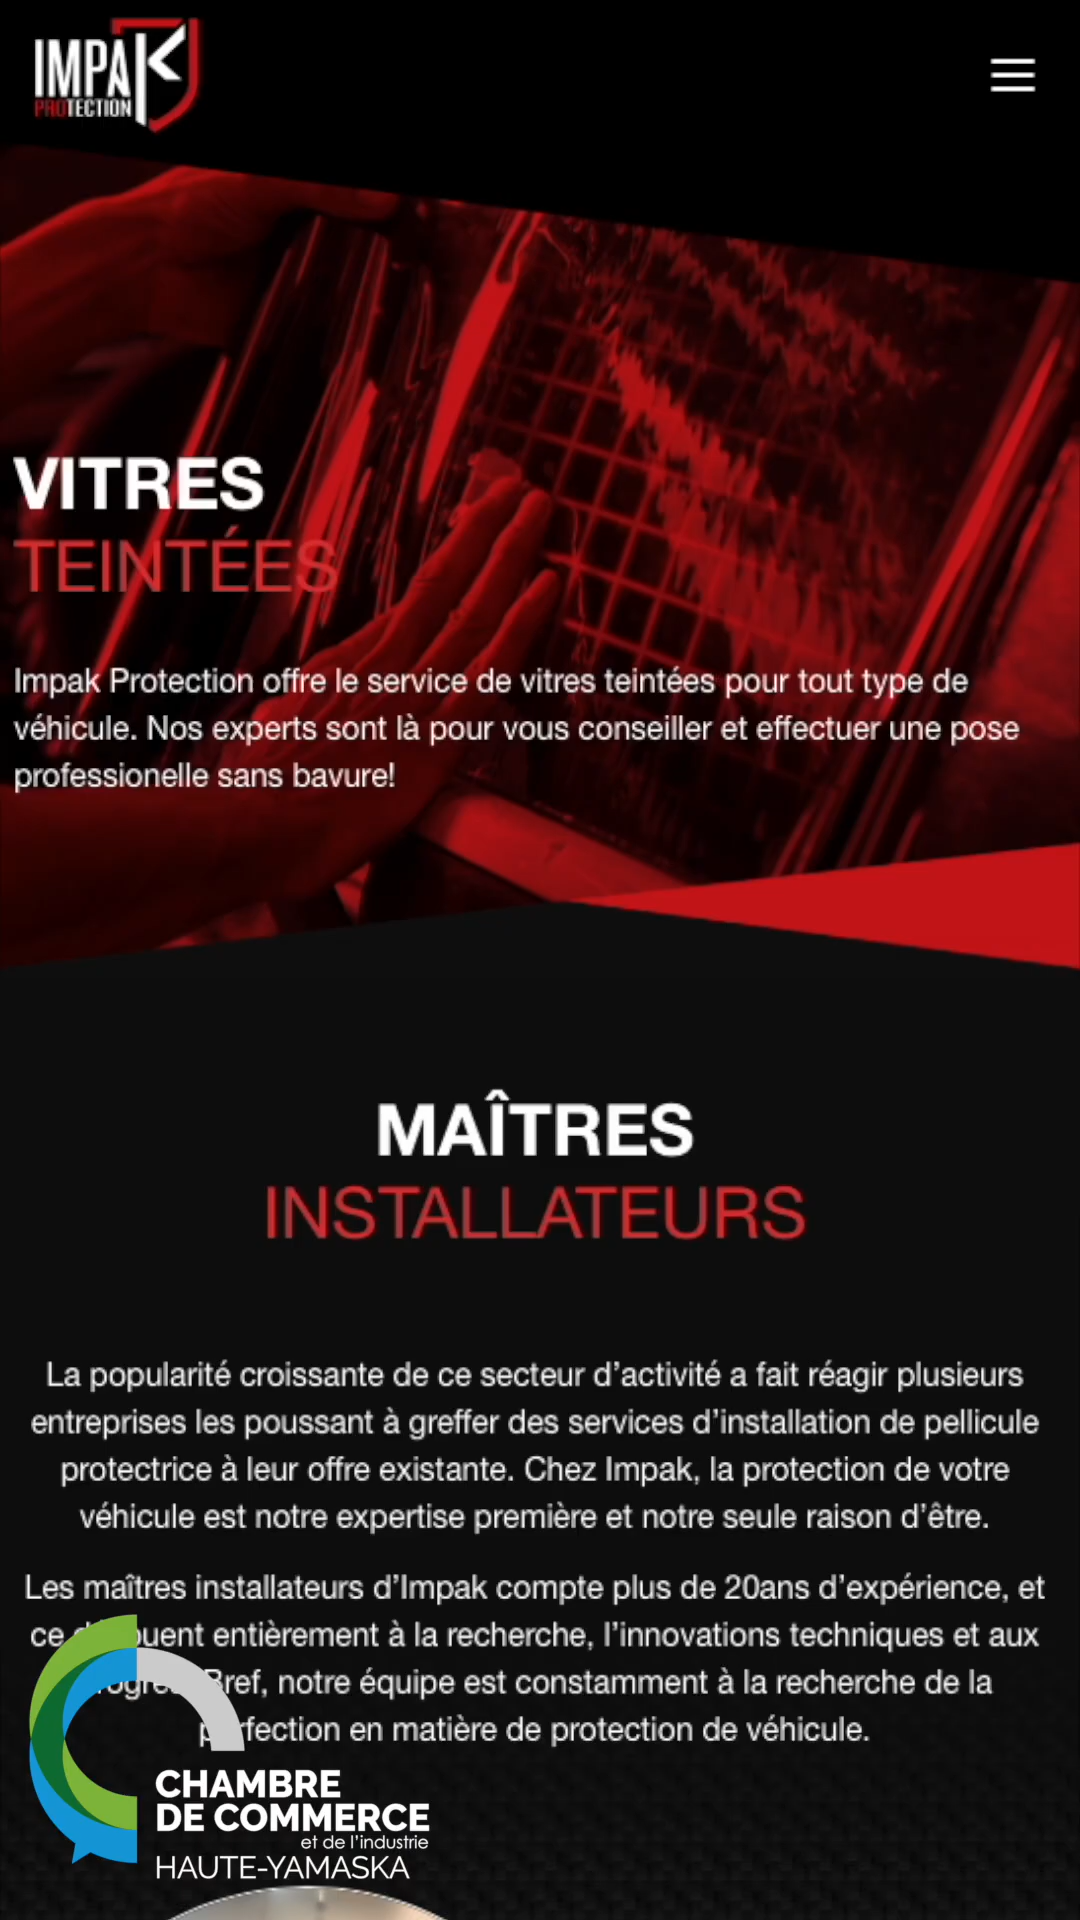 IMPAK
PROTECTION
VITRES
TEINTÉES
Impak Protection offre le service de vitres teintées pour tout type de
véhicule. Nos experts sont là pour vous conseiller et effectuer une pose
professionelle sans bavure!
MAÎTRES
INSTALLATEURS
La popularité croissante de ce secteur d’activité a fait réagir plusieurs
entreprises les poussant à greffer des services d’installation de pellicule
protectrice à leur offre existante. Chez Impak, la protection de votre
véhicule est notre expertise première et notre seule raison d’être.
Les maîtres installateurs d’Impak compte plus de 20ans d’expérience, et
ce entièrement à la recherche, l’innovations techniques et aux
Bref, notre équipe est constamment à la recherche de la
perfection en matière de protection de véhicule.
CHAMBRE
DE COMMERCE
et de l’industrie
HAUTE-YAMASKA